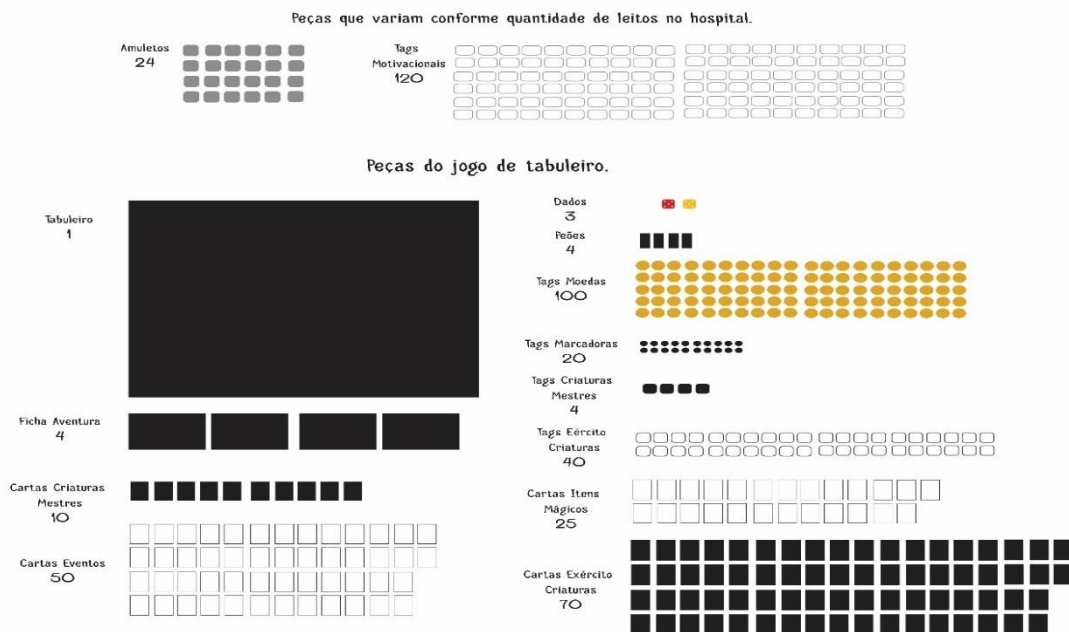 Peças que variam conforme quantidade de leitos no hospital.
Amuletos
24
Tags
Motivacionais
120
Peças do jogo de tabuleiro.
Tabuleiro
1
Ficha Aventura
4
Cartas Criaturas
Mestres
10
Cartas Eventos
50
Dados
3
Peões
4
Tags Moedas
100
Tags Marcadoras
20
Tags Criaturas
Mestres
4
Tags Eército
Criaturas
40
Cartas Itens
Mágicos
25
Cartas Exército
Criaturas
70